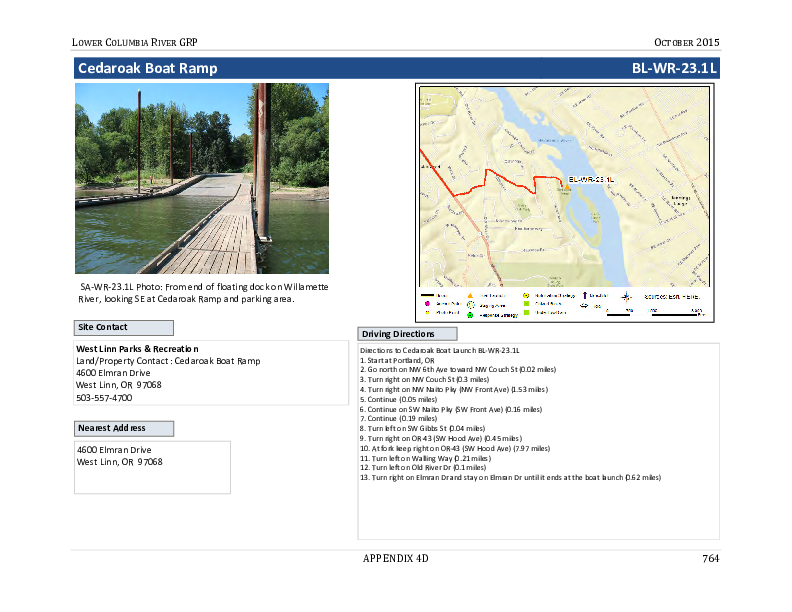 LOWER COLUMBIA RIVER GRP
OCTOBER 2015
Cedaroak Boat Ramp
BL-WR-23.1L
BL-WR-23.1L
Sources: Esri, HERE,
SA-WR-23.1L Photo: From end of floating dock on Willamette
River, looking SE at Cedaroak Ramp and parking area.
Site Contact
West Linn Parks & Recreation
Land/Property Contact : Cedaroak Boat Ramp
4600 Elmran Drive
West Linn, OR 97068
503-557-4700
Nearest Address
4600 Elmran Drive
West Linn, OR 97068
Driving Directions
Directions to Cedaroak Boat Launch BL-WR-23.1L
1. Start at Portland, OR
2. Go north on NW 6th Ave toward NW Couch St (0.02 miles)
3. Turn right on NW Couch St (0.3 miles)
4. Turn right on NW Naito Pky (NW Front Ave) (1.53 miles)
5. Continue (0.05 miles)
6. Continue on SW Naito Pky (SW Front Ave) (0.16 miles)
7. Continue (0.19 miles)
8. Turn left on SW Gibbs St (0.04 miles)
9. Turn right on OR-43 (SW Hood Ave) (0.45 miles)
10. At fork keep right on OR-43 (SW Hood Ave) (7.97 miles)
11. Turn left on Walling Way (0.21 miles)
12. Turn left on Old River Dr (0.1 miles)
13. Turn right on Elmran Dr and stay on Elmran Dr until it ends at the boat launch (0.62 miles)
APPENDIX 4D
764